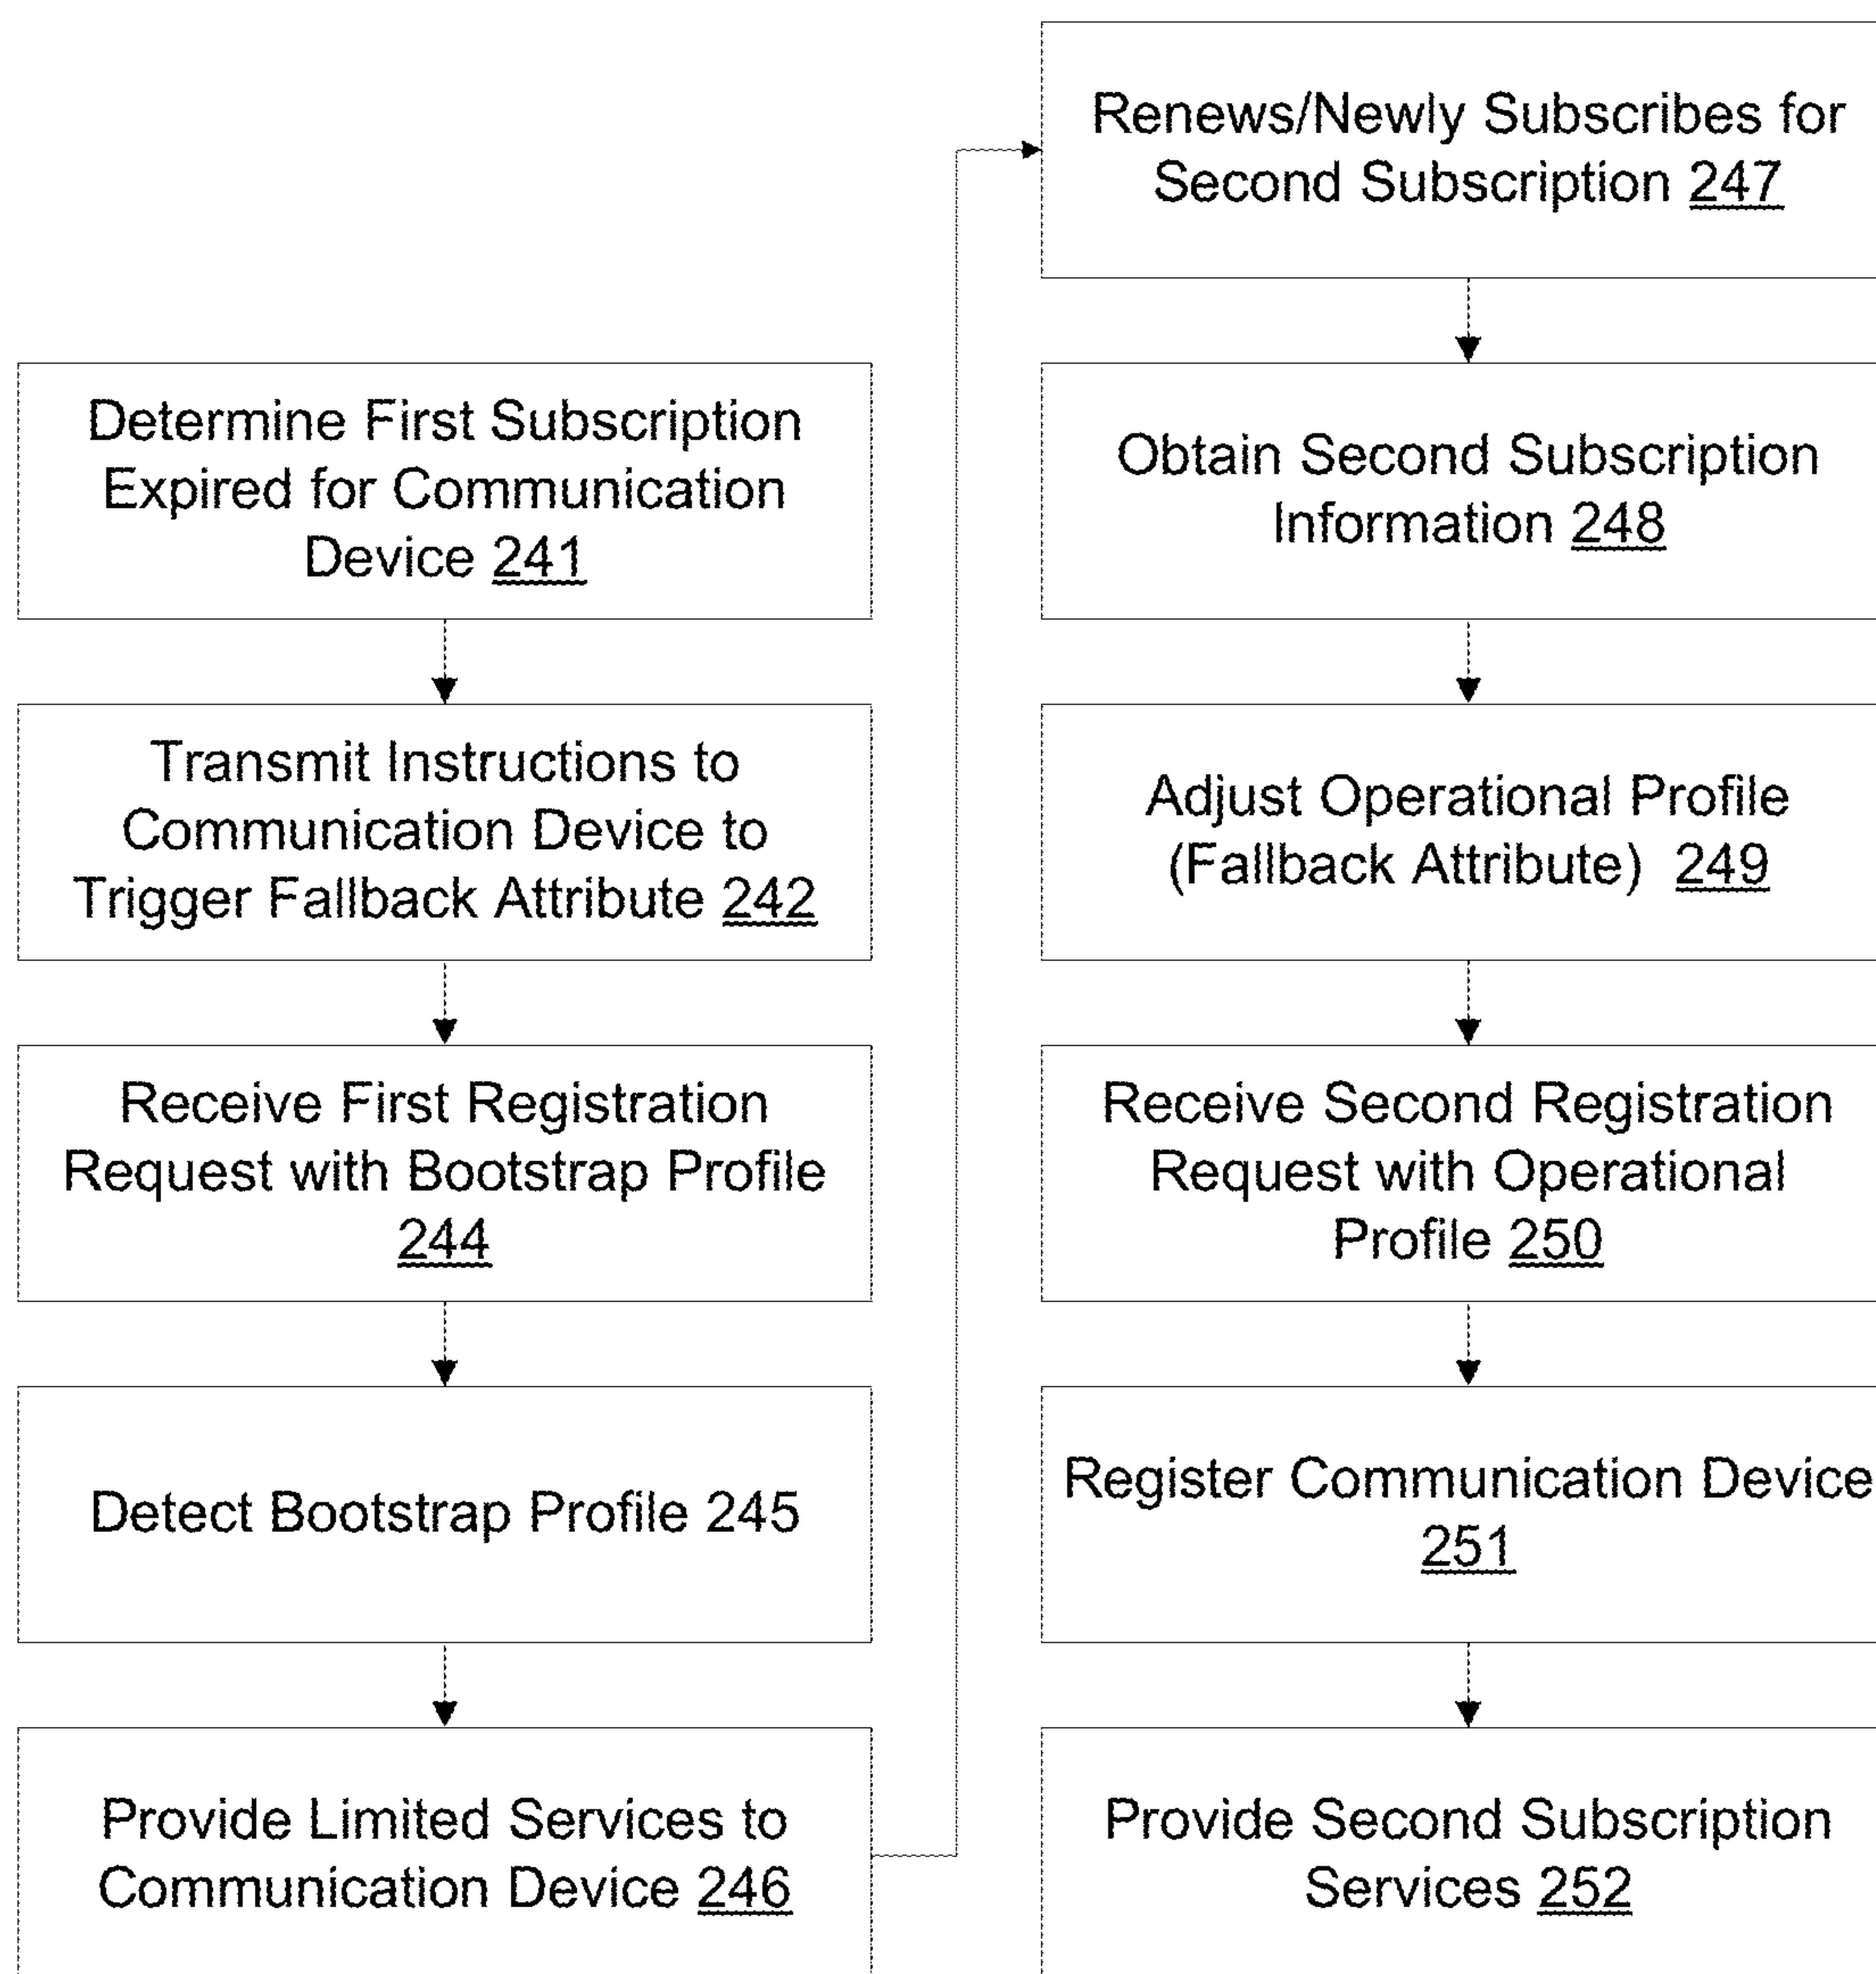 Determine First Subscription
Expired for Communication
Device 241
Transmit Instructions to
Communication Device to
Trigger Fallback Attribute 242
Receive First Registration
Request with Bootstrap Profile
244
Detect Bootstrap Profile 245
Provide Limited Services to
Communication Device 246
Renews/Newly Subscribes for
Second Subscription 247
Obtain Second Subscription
Information 248
Adjust Operational Profile
(Fallback Attribute) 249
Receive Second Registration
Request with Operational
Profile 250
Register Communication Device
251
Provide Second Subscription
Services 252